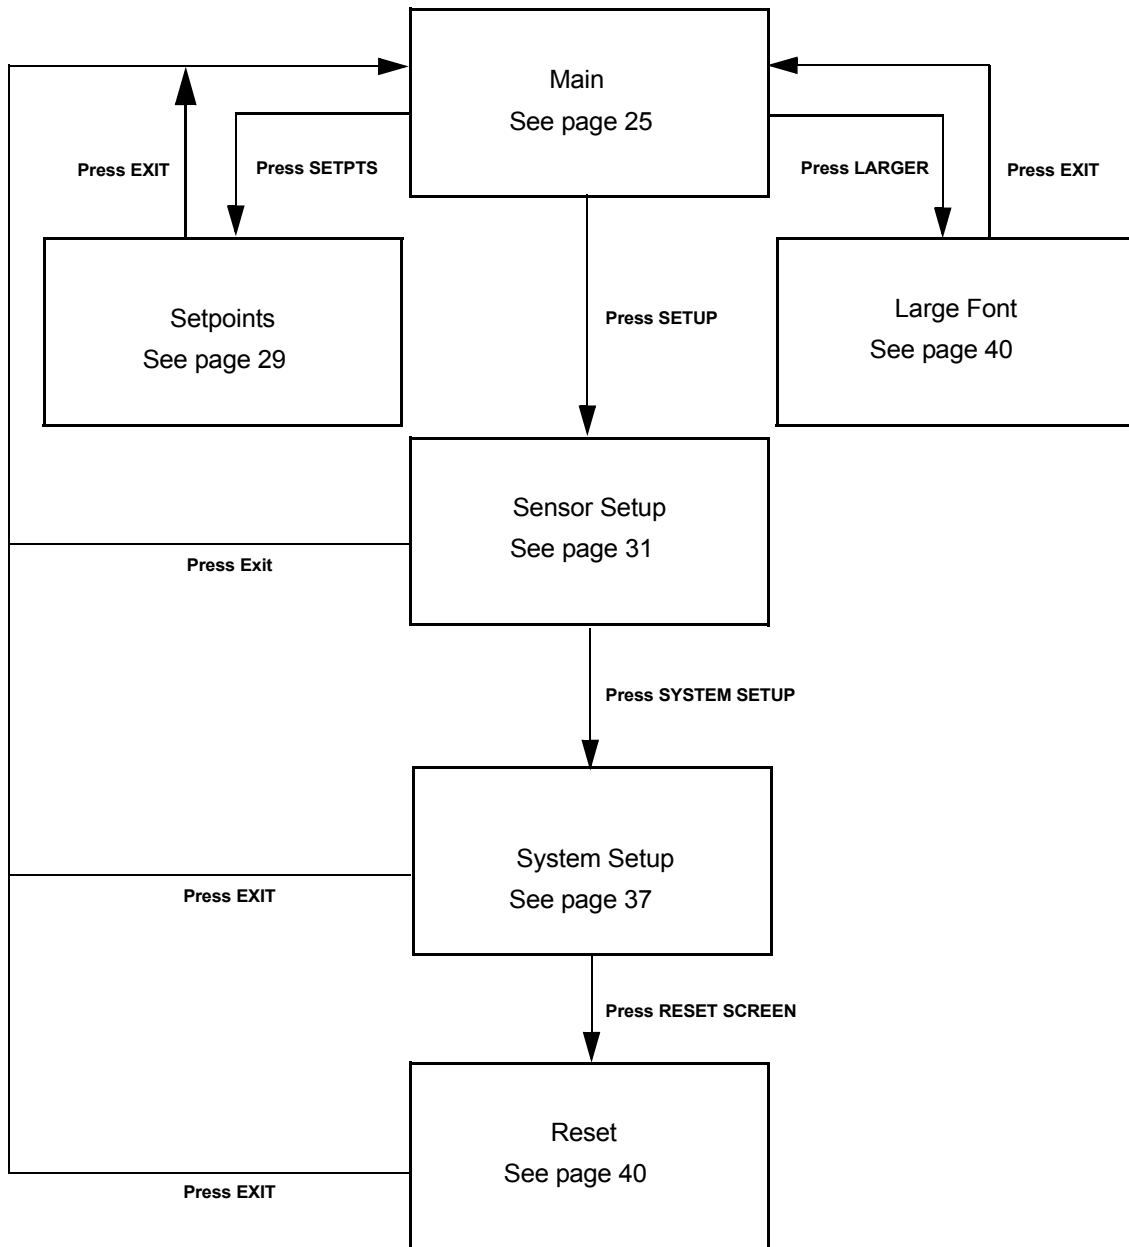 Main
See page 25
Press EXIT
Press SETPTS
Press LARGER
Press EXIT
Setpoints
See page 29
Press SETUP
Large Font
See page 40
Sensor Setup
See page 31
Press Exit
Press SYSTEM SETUP
System Setup
See page 37
Press EXIT
Press RESET SCREEN
Reset
See page 40
Press EXIT